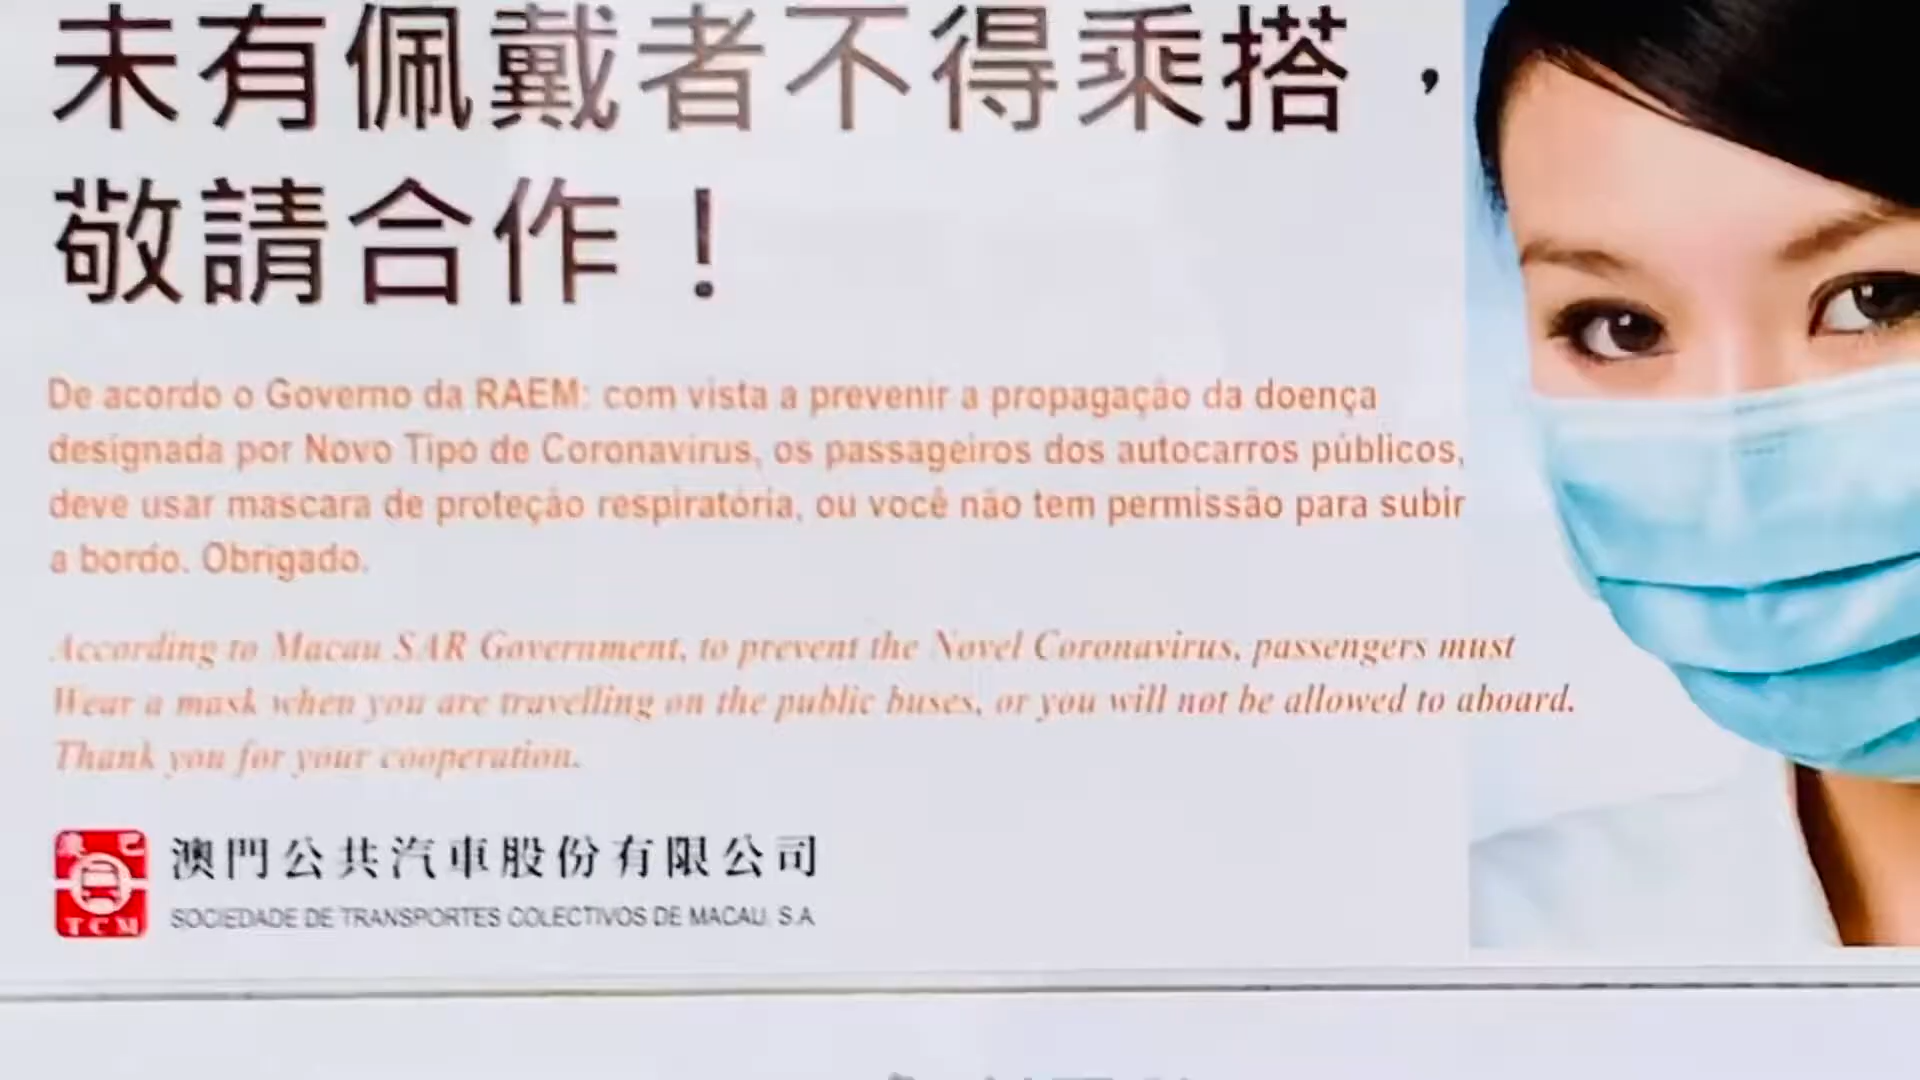 未有佩戴者不得乘搭，
敬請合作！
De acordo o Governo da RAEM: com vista a prevenir a propagação da doença
designada por Novo Tipo de Coronavirus, os passageiros dos autocarros públicos,
deve usar mascara de proteção respiratória, ou você não tem permissão para subir
a bordo. Obrigado.
According to Macau SAR Government, to prevent the Novel Coronavirus, passengers must
Wear a mask when you are travelling on the public buses, or you will not be allowed to aboard.
Thank you for your cooperation.
澳巴
TCM
澳門公共汽車股份有限公司
SOCIEDADE DE TRANSPORTES COLECTIVOS DE MACAU, S.A